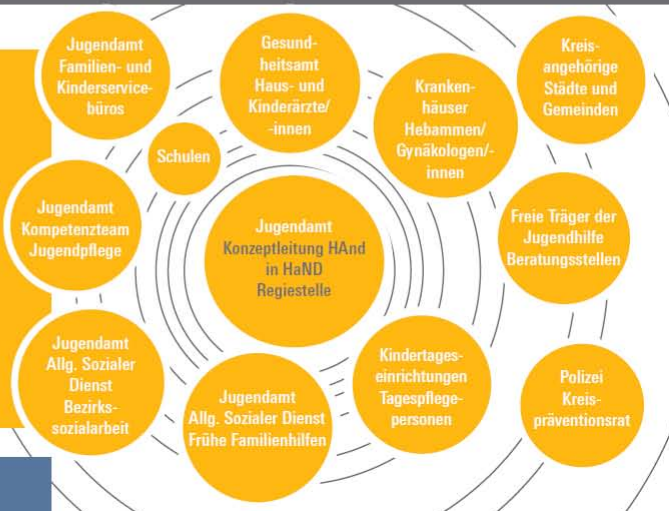 Jugendamt
Familien- und
Kinderservice-
büros
Gesund-
heitsamt
Haus- und
Kinderärzte/
-innen
Kranken-
häuser
Hebammen/
Gynäkologen/-
innen
Kreis-
angehörige
Städte und
Gemeinden
Schulen
Jugendamt
Kompetenzteam
Jugendpflege
Jugendamt
Konzeptleitung HAnd
in HaND
Regiestelle
Freie Träger der
Jugendhilfe
Beratungsstellen
Jugendamt
Allg. Sozialer
Dienst
Bezirks-
sozialarbeit
Jugendamt
Allg. Sozialer Dienst
Frühe Familienhilfen
Kindertages-
einrichtungen
Tagespflege-
personen
Polizei
Kreis-
präventionsrat